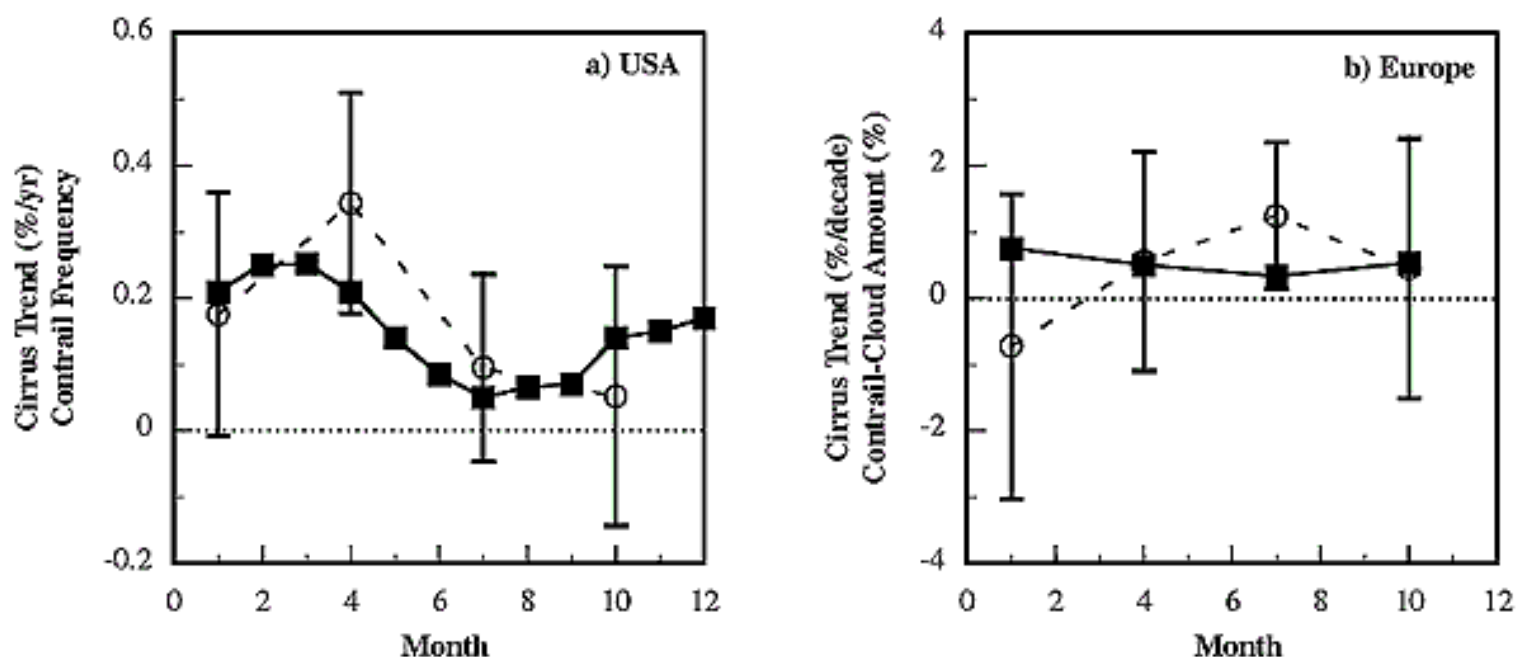 a) USA
Cirrus Trend (%/yr)
Contrail Frequency
0.6
0.4
0.2
0
-0.2
0 2 4 6 8 10 12
Month
b) Europe
Cirrus Trend (%/decade)
Contrail-Cloud Amount (%)
4
2
0
-2
-4
0 2 4 6 8 10 12
Month